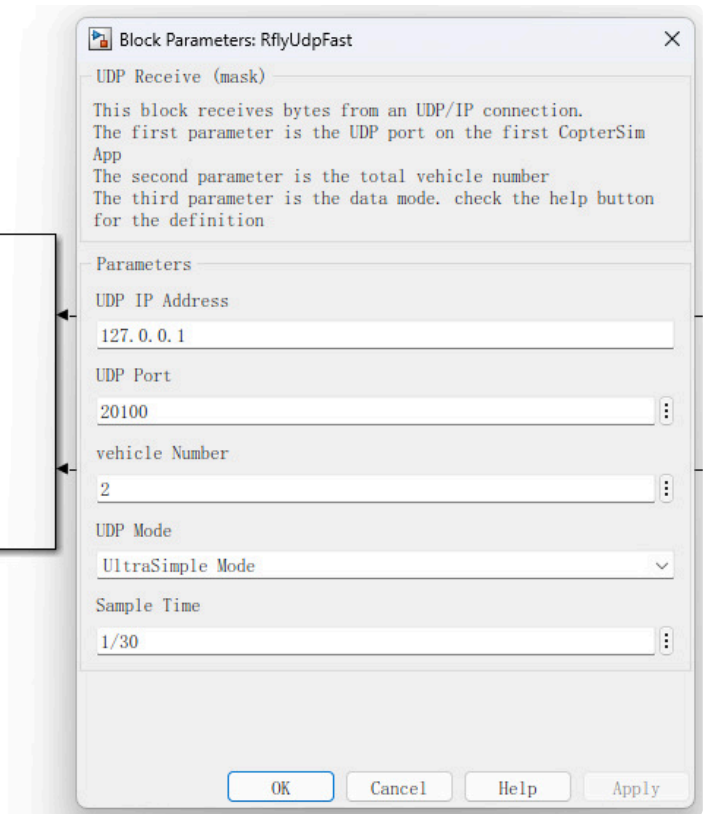 Block Parameters: RflyUdpFast
UDP Receive (mask)
This block receives bytes from an UDP/IP connection.
The first parameter is the UDP port on the first CopterSim
App
The second parameter is the total vehicle number
The third parameter is the data mode. check the help button
for the definition
Parameters
UDP IP Address
127.0.0.1
UDP Port
20100
vehicle Number
2
UDP Mode
UltraSimple Mode
Sample Time
1/30
OK Cancel Help Apply